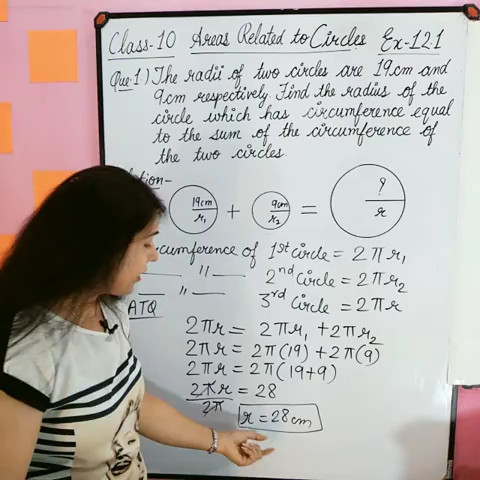 Class-10 Areas Related to Circles Ex-12.1
Que.1.) The radii of two circles are 19cm and
9cm respectively. Find the radius of the
circle which has circumference equal
to the sum of the circumference of
the two circles.
19cm r₁ + 9cm r₂ = ? r
of 1st Circle = 2πr₁
〃 2nd Circle = 2πr₂
〃 3rd Circle = 2πr
ATQ
2πr = 2πr₁ + 2πr₂
2πr = 2π(19) + 2π(9)
2πr = 2π(19+9)
2πr/2π = 28
r = 28cm